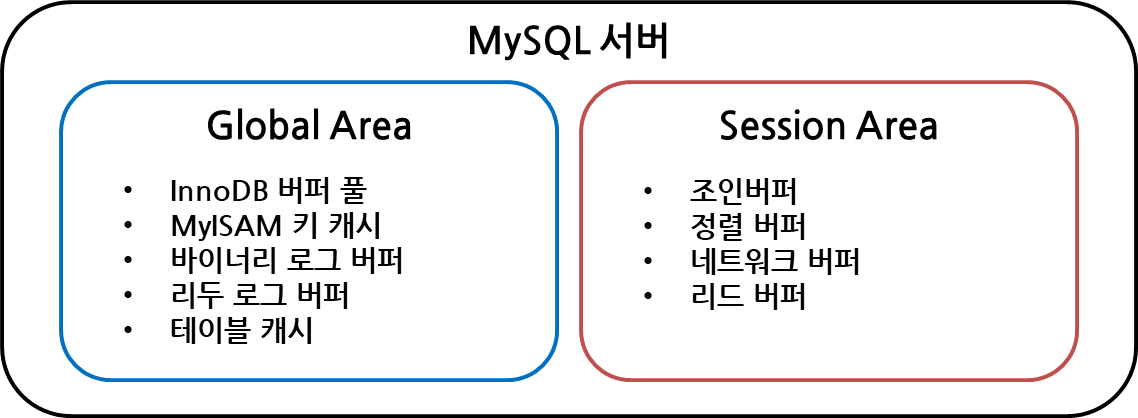 MySQL 서버
Global Area
• InnoDB 버퍼 풀
• MyISAM 키 캐시
• 바이너리 로그 버퍼
• 리두 로그 버퍼
• 테이블 캐시
Session Area
• 조인버퍼
• 정렬 버퍼
• 네트워크 버퍼
• 리드 버퍼